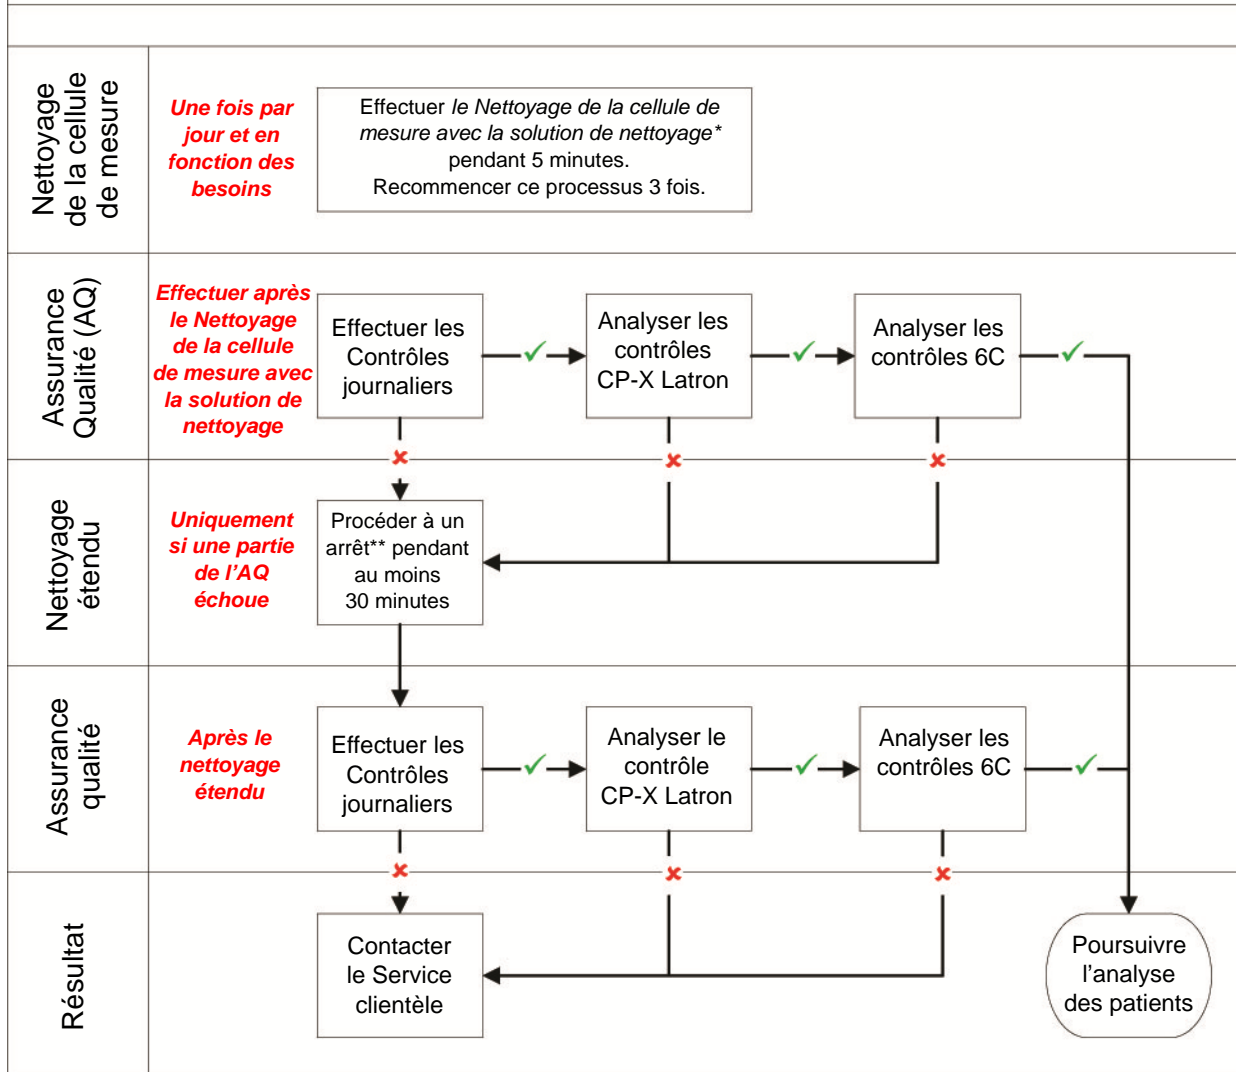 Nettoyage
de la cellule
de mesure
Une fois par
jour et en
fonction des
besoins
Effectuer le Nettoyage de la cellule de
mesure avec la solution de nettoyage*
pendant 5 minutes.
Recommencer ce processus 3 fois.
Assurance
Qualité (AQ)
Effectuer après
le Nettoyage
de la cellule
de mesure avec
la solution de
nettoyage
Effectuer les
Contrôles
journaliers
Analyser les
contrôles
CP-X Latron
Analyser les
contrôles 6C
Nettoyage
étendu
Uniquement
si une partie
de l'AQ
échoue
Procéder à un
arrêt** pendant
au moins
30 minutes
Assurance
qualité
Après le
nettoyage
étendu
Effectuer les
Contrôles
journaliers
Analyser le
contrôle
CP-X Latron
Analyser les
contrôles 6C
Résultat
Contacter
le Service
clientèle
Poursuivre
l'analyse
des patients